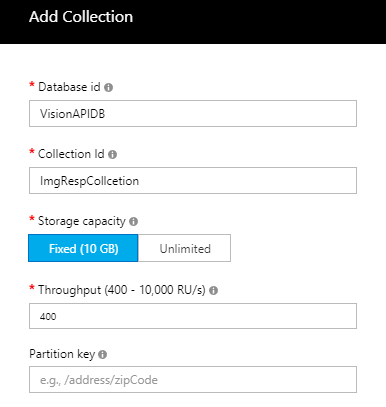 Add Collection
* Database id
VisionAPIDB
* Collection Id
ImgRespCollcetion
* Storage capacity
Fixed (10 GB) Unlimited
* Throughput (400 - 10,000 RU/s)
400
Partition key
e.g., /address/zipCode